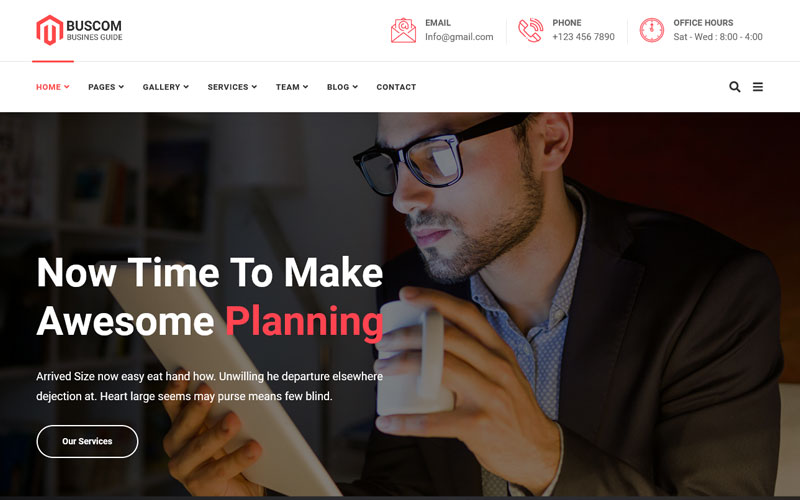 BUSCOM
BUSINES GUIDE
EMAIL
Info@gmail.com
PHONE
+123 456 7890
OFFICE HOURS
Sat - Wed : 8:00 - 4:00
HOME
PAGES
GALLERY
SERVICES
TEAM
BLOG
CONTACT
Now Time To Make
Awesome Planning
Arrived Size now easy eat hand how. Unwilling he departure elsewhere
dejection at. Heart large seems may purse means few blind.
Our Services